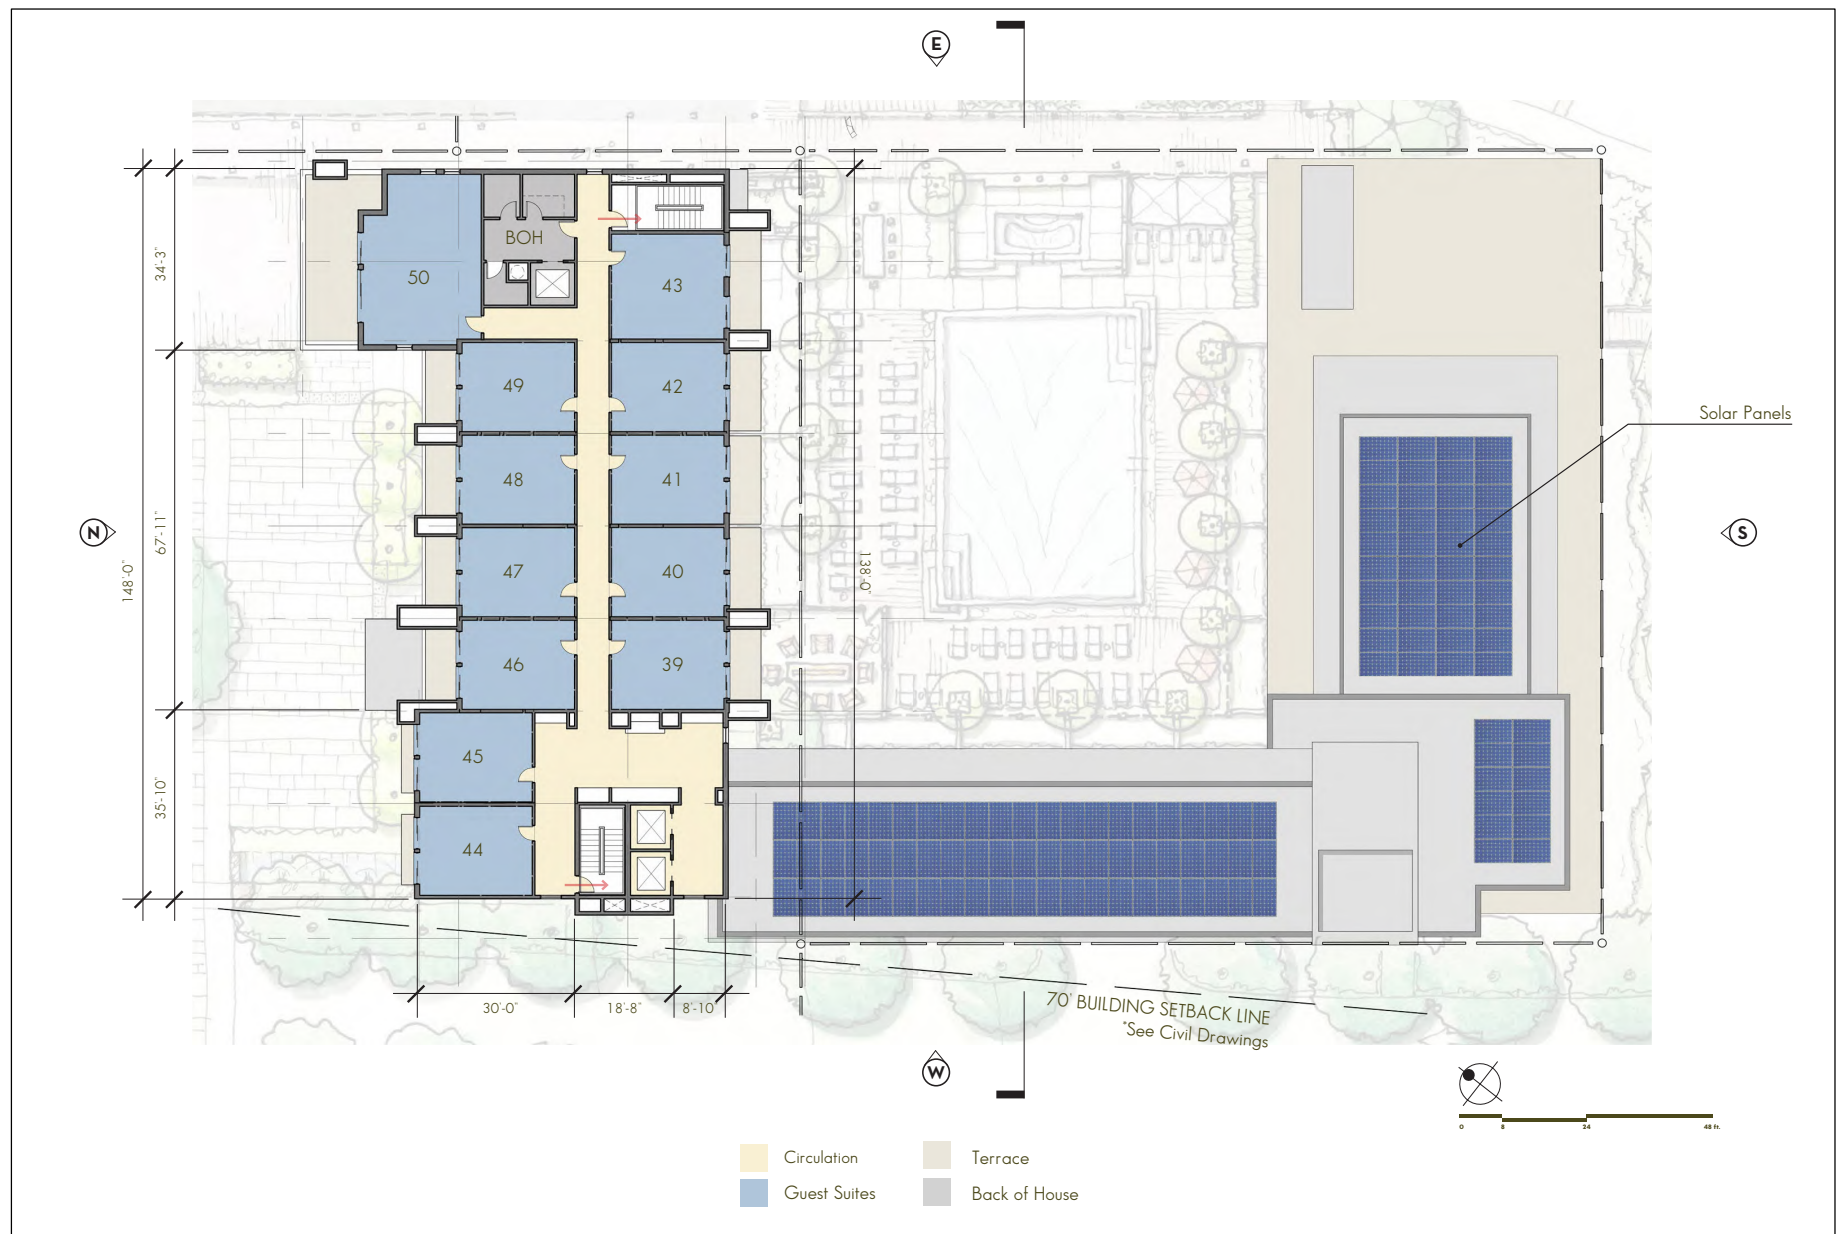 E
34'-3"
BOH
50
43
49
42
Solar Panels
48
41
N
67'-11"
S
148'-0"
47
40
138'-0"
46
39
45
35'-10"
44
30'-0"
18'-8"
8'-10"
70' BUILDING SETBACK LINE
*See Civil Drawings
W
0 8 24 48 ft.
Circulation
Terrace
Guest Suites
Back of House